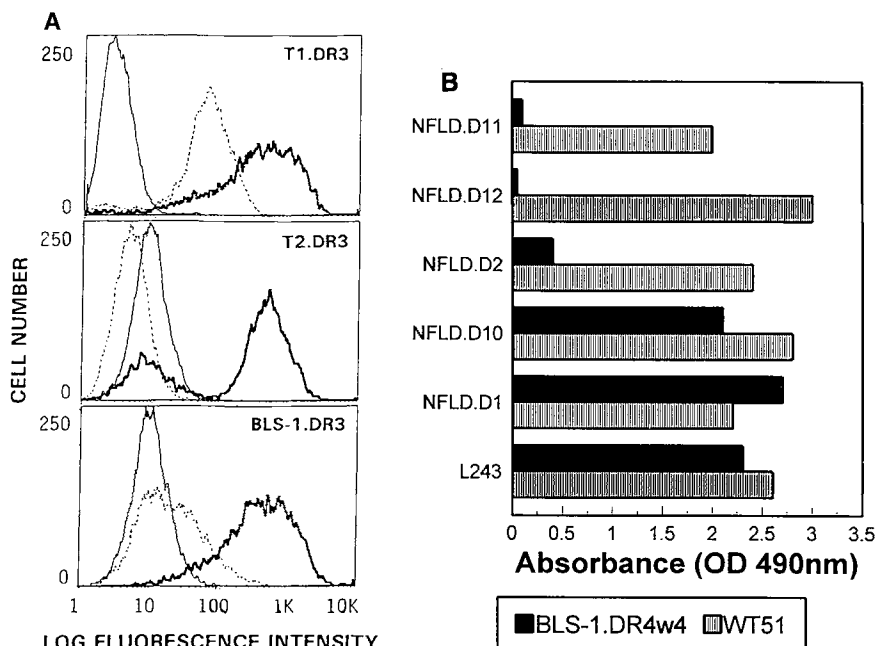 A
T1.DR3
250
0
T2.DR3
250
0
BLS-1.DR3
250
0
CELL NUMBER
1 10 100 1K 10K
LOG FLUORESCENCE INTENSITY
B
NFLD.D11
NFLD.D12
NFLD.D2
NFLD.D10
NFLD.D1
L243
0 0.5 1 1.5 2 2.5 3 3.5
Absorbance (OD 490nm)
BLS-1.DR4w4 WT51